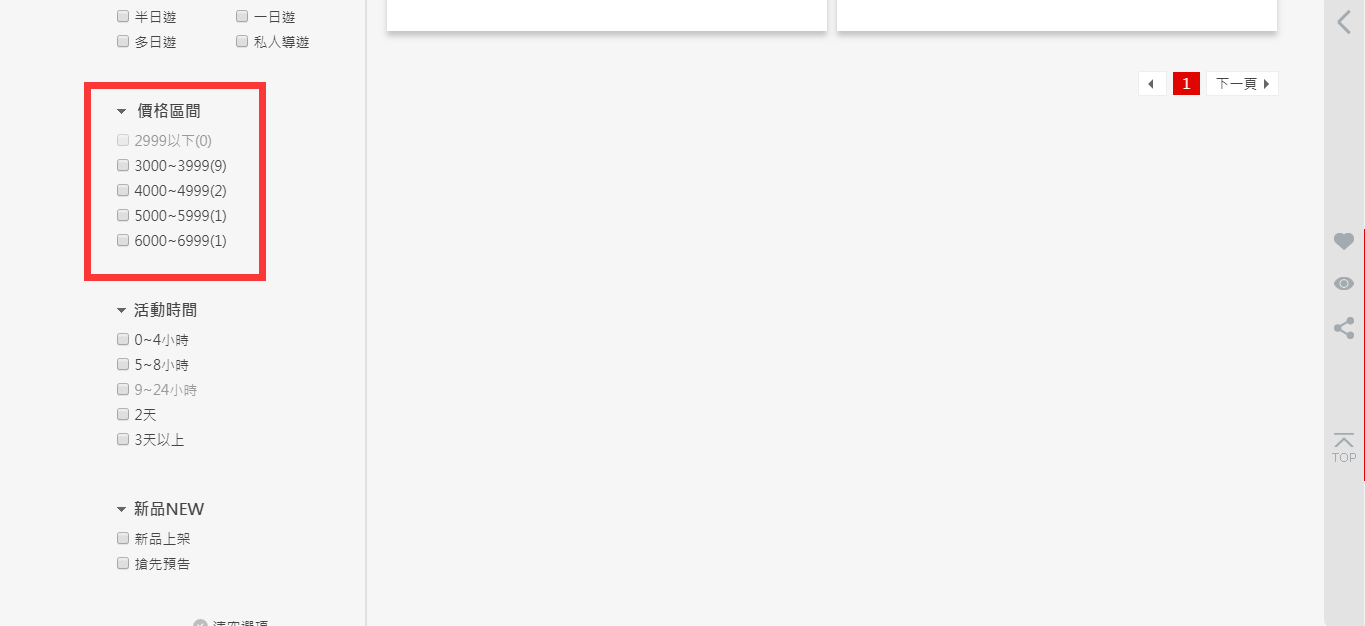 半日遊 一日遊
多日遊 私人導遊
價格區間
2999以下(0)
3000~3999(9)
4000~4999(2)
5000~5999(1)
6000~6999(1)
活動時間
0~4小時
5~8小時
9~24小時
2天
3天以上
新品NEW
新品上架
搶先預告
清空選項
1 下一頁
TOP